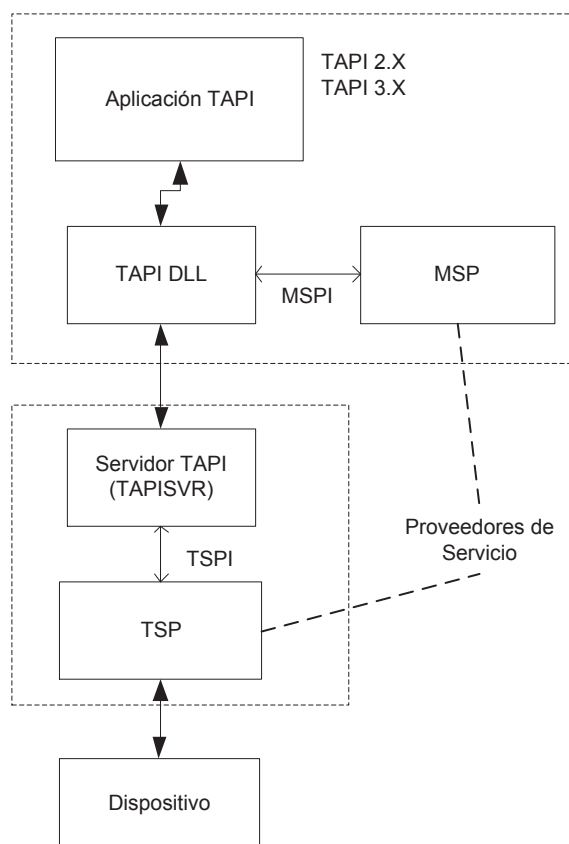 Aplicación TAPI
TAPI 2.X
TAPI 3.X
TAPI DLL
MSPI
MSP
Servidor TAPI
(TAPISVR)
TSPI
Proveedores de
Servicio
TSP
Dispositivo